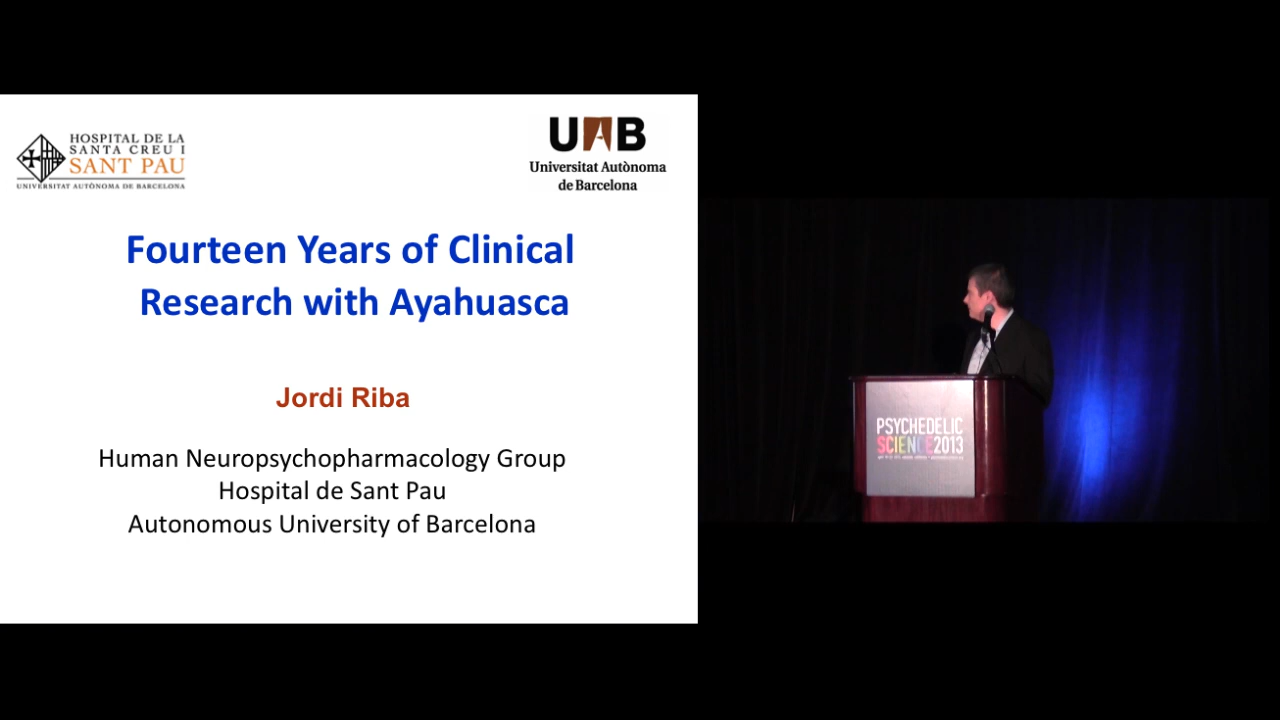 HOSPITAL DE LA
SANTA CREU I
SANT PAU
UNIVERSITAT AUTÒNOMA DE BARCELONA
UAB
Universitat Autònoma
de Barcelona
Fourteen Years of Clinical
Research with Ayahuasca
Jordi Riba
Human Neuropsychopharmacology Group
Hospital de Sant Pau
Autonomous University of Barcelona
PSYCHEDELIC
SCIENCE2013